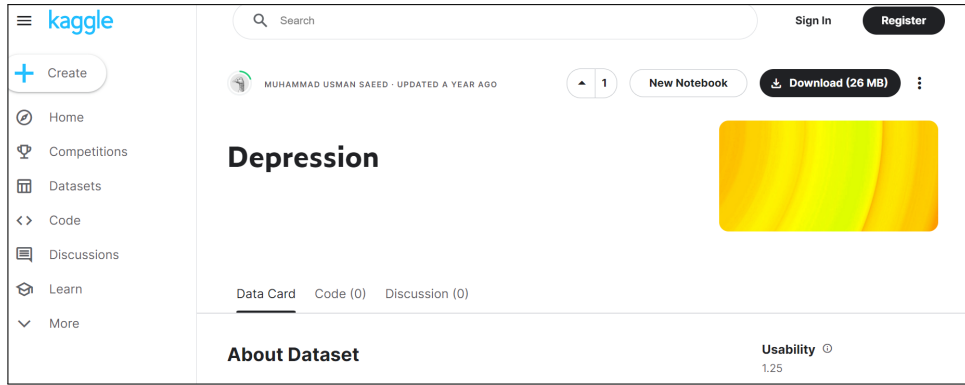 kaggle
Search
Sign In
Register
Create
Home
Competitions
Datasets
Code
Discussions
Learn
More
MUHAMMAD USMAN SAEED · UPDATED A YEAR AGO
1
New Notebook
Download (26 MB)
Depression
Data Card Code (0) Discussion (0)
About Dataset
Usability
1.25